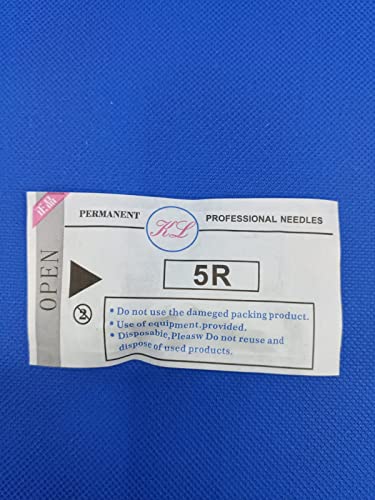 正品
PERMANENT KL PROFESSIONAL NEEDLES
OPEN
5R
2
• Do not use the dameged packing product.
• Use of equipment.provided.
• Disposable.Pleasw Do not reuse and
dispose of used products.